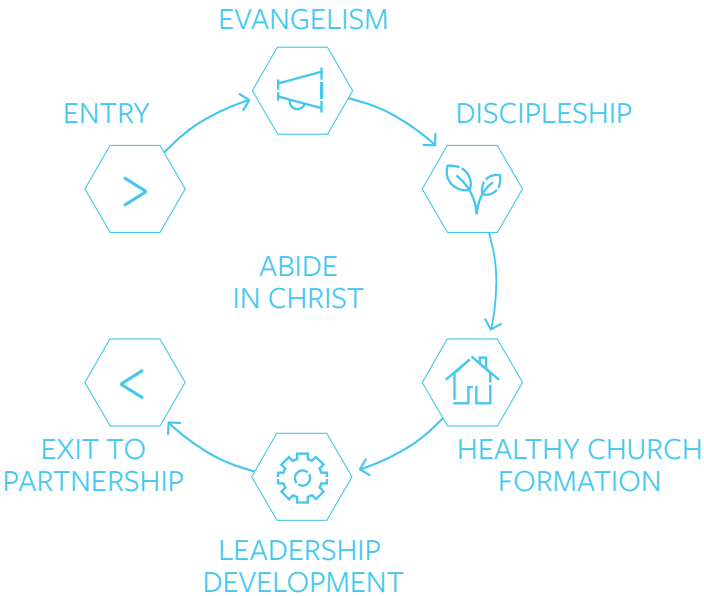 EVANGELISM
ENTRY
DISCIPLESHIP
>
ABIDE
IN CHRIST
<
EXIT TO
PARTNERSHIP
HEALTHY CHURCH
FORMATION
LEADERSHIP
DEVELOPMENT